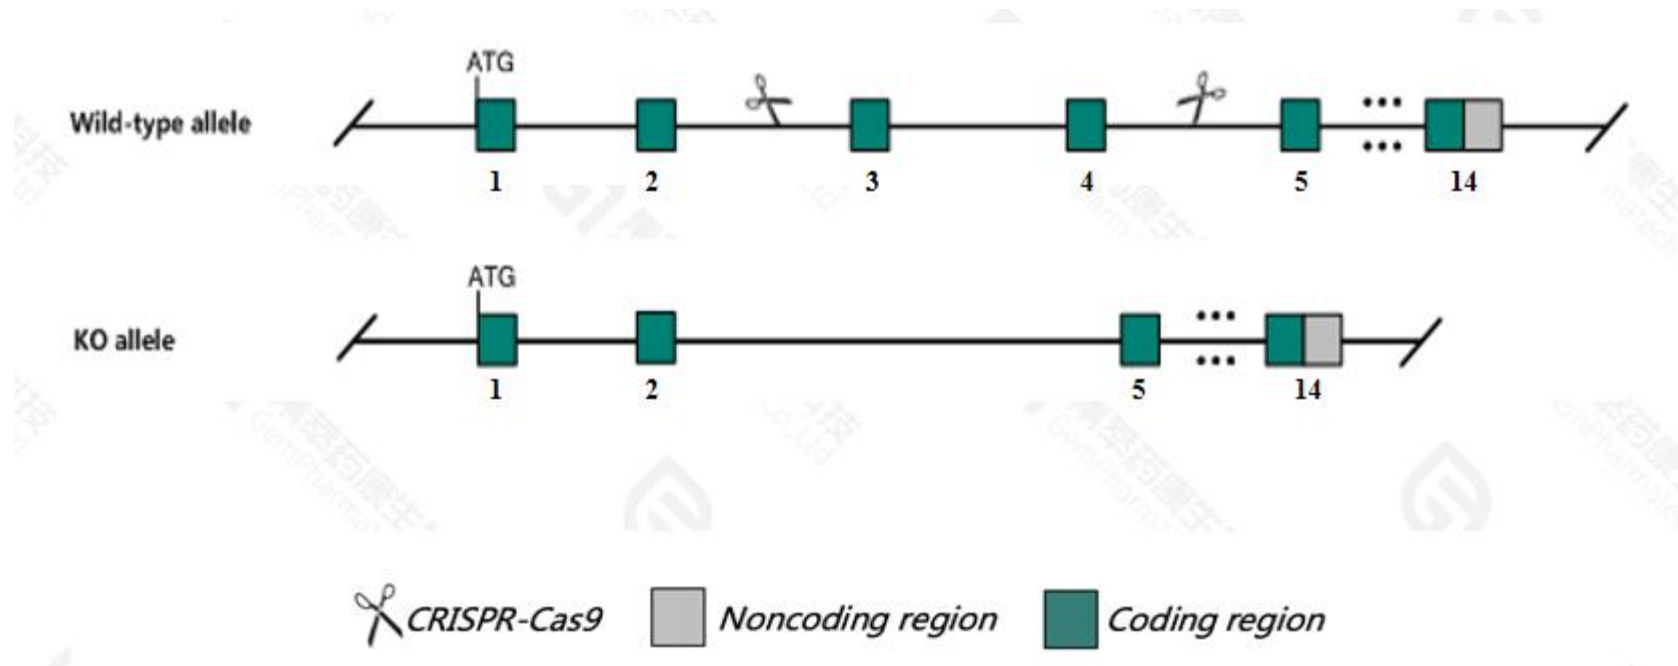 ATG
Wild-type allele
1 2 3 4 5 14
ATG
KO allele
1 2 5 14
CRISPR-Cas9 Noncoding region Coding region